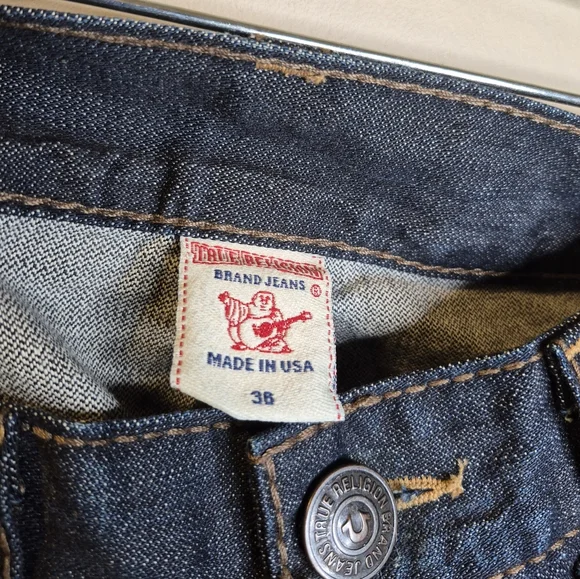 TRUE RELIGION
BRAND JEANS ®
MADE IN USA
36
TRUE RELIGION BRAND JEANS